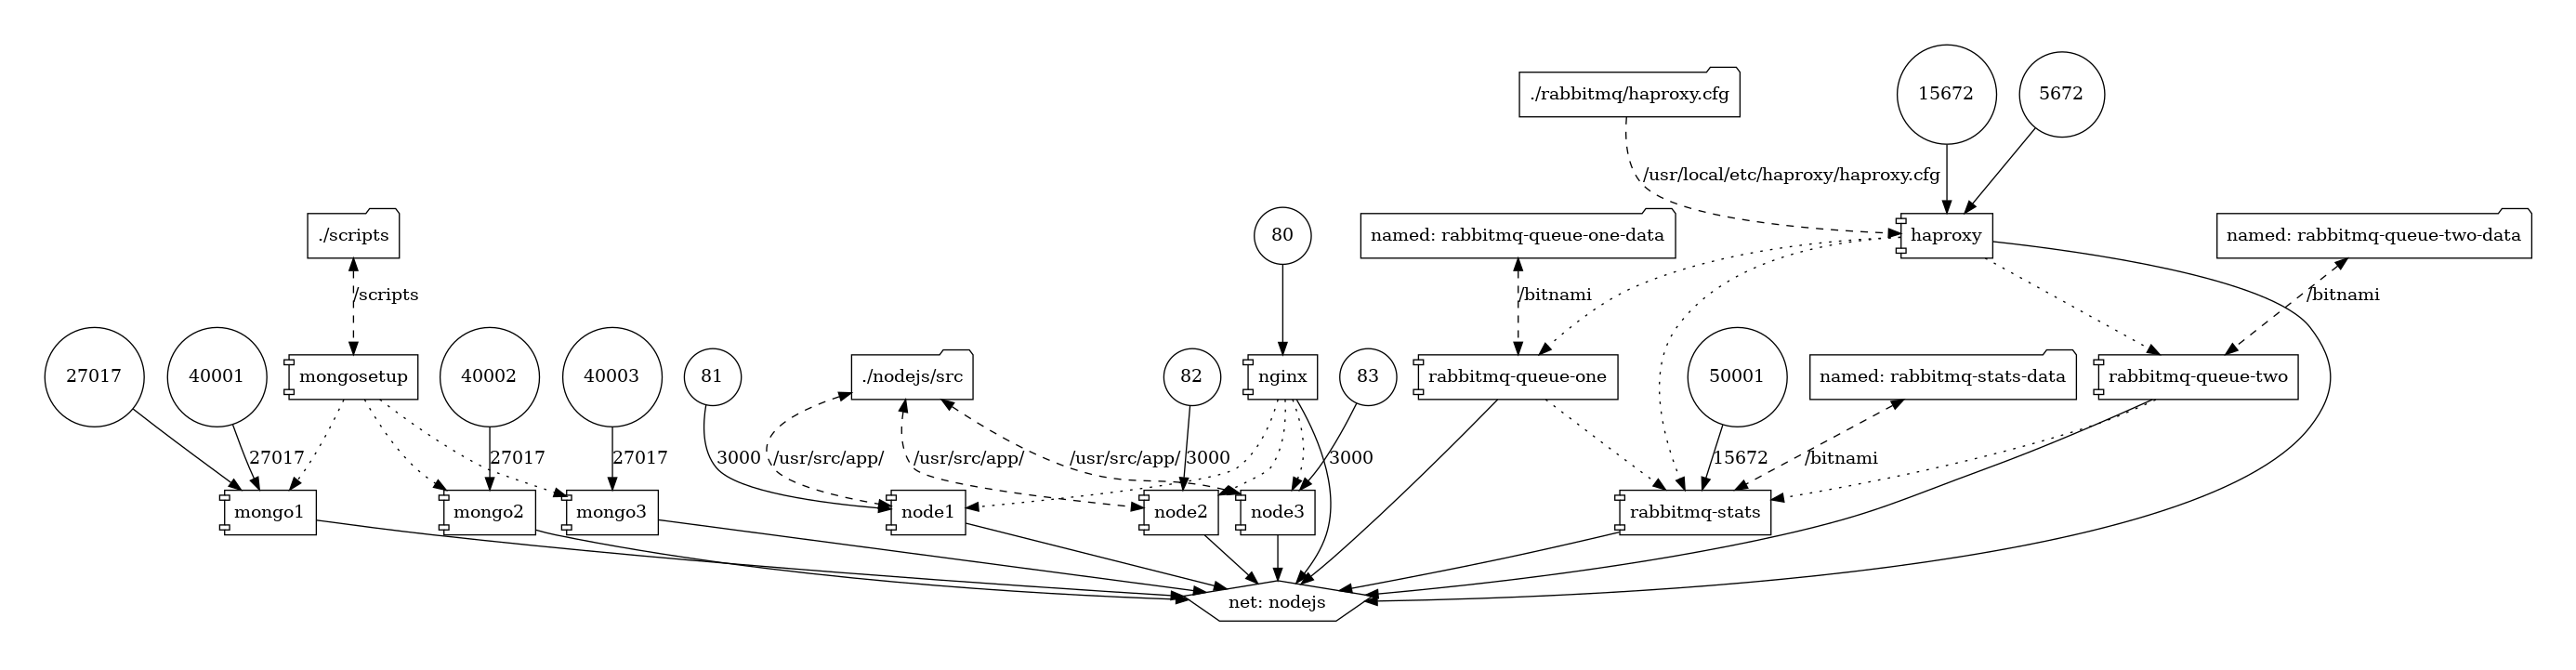 ./rabbitmq/haproxy.cfg
15672
5672
/usr/local/etc/haproxy/haproxy.cfg
./scripts
80
named: rabbitmq-queue-one-data
haproxy
named: rabbitmq-queue-two-data
/scripts
/bitnami
/bitnami
27017
40001
mongosetup
40002
40003
81
./nodejs/src
82
nginx
83
rabbitmq-queue-one
50001
named: rabbitmq-stats-data
rabbitmq-queue-two
27017
27017
27017
3000
/usr/src/app/
/usr/src/app/
/usr/src/app/
3000
3000
15672
/bitnami
mongo1
mongo2
mongo3
node1
node2
node3
rabbitmq-stats
net: nodejs